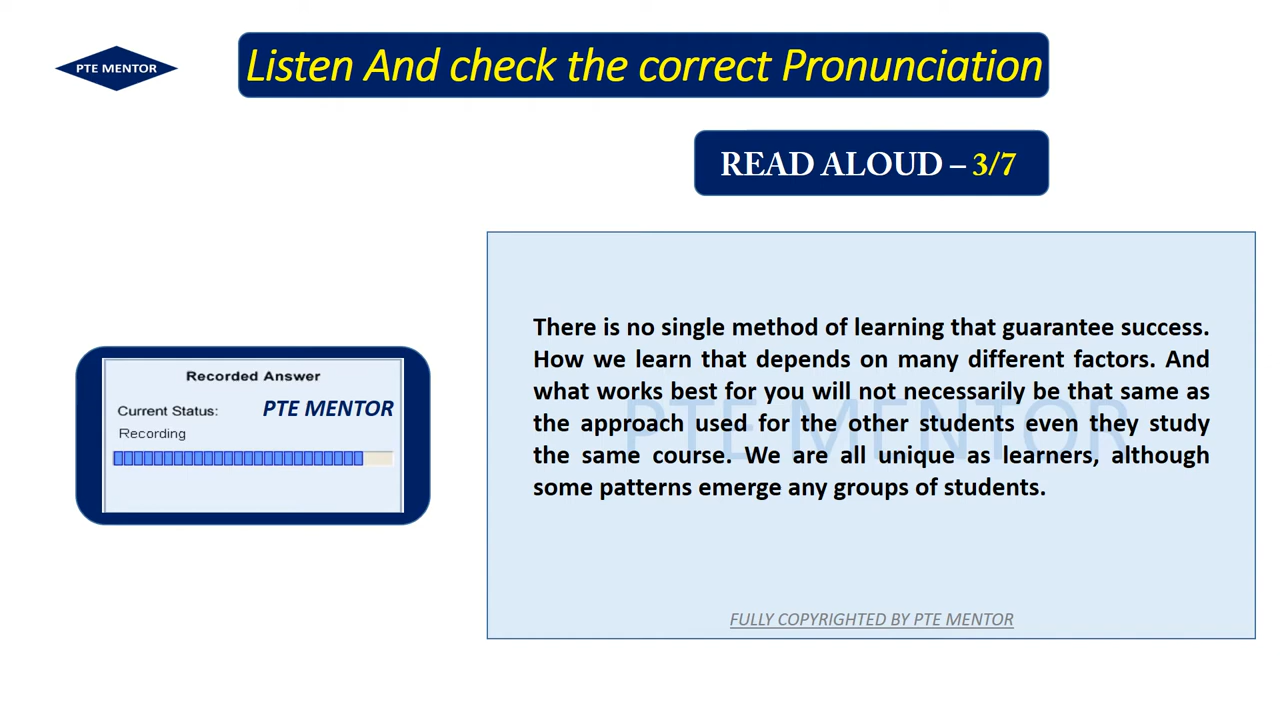 PTE MENTOR
Listen And check the correct Pronunciation
READ ALOUD – 3/7
There is no single method of learning that guarantee success.
How we learn that depends on many different factors. And
what works best for you will not necessarily be that same as
the approach used for the other students even they study
the same course. We are all unique as learners, although
some patterns emerge any groups of students.
PTE MENTOR
FULLY COPYRIGHTED BY PTE MENTOR
Recorded Answer
Current Status:
PTE MENTOR
Recording